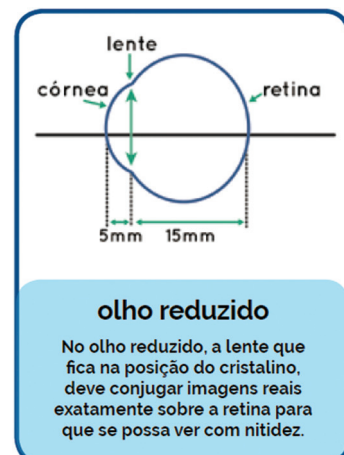 lente
córnea
retina
5mm
15mm
olho reduzido
No olho reduzido, a lente que
fica na posição do cristalino,
deve conjugar imagens reais
exatamente sobre a retina para
que se possa ver com nitidez.